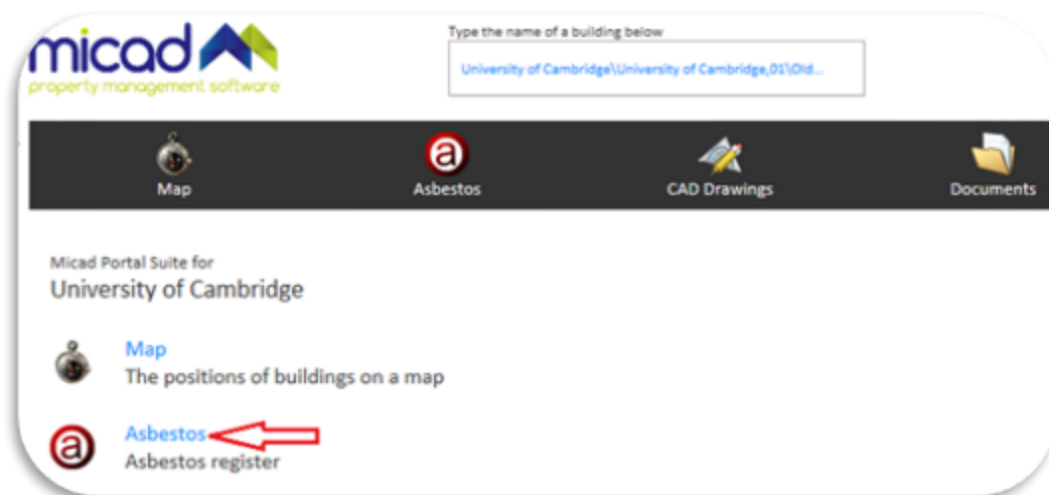 micad
property management software
Type the name of a building below
University of Cambridge\University of Cambridge,01\Old...
Map
Asbestos
CAD Drawings
Documents
Micad Portal Suite for
University of Cambridge
Map
The positions of buildings on a map
a
Asbestos
Asbestos register